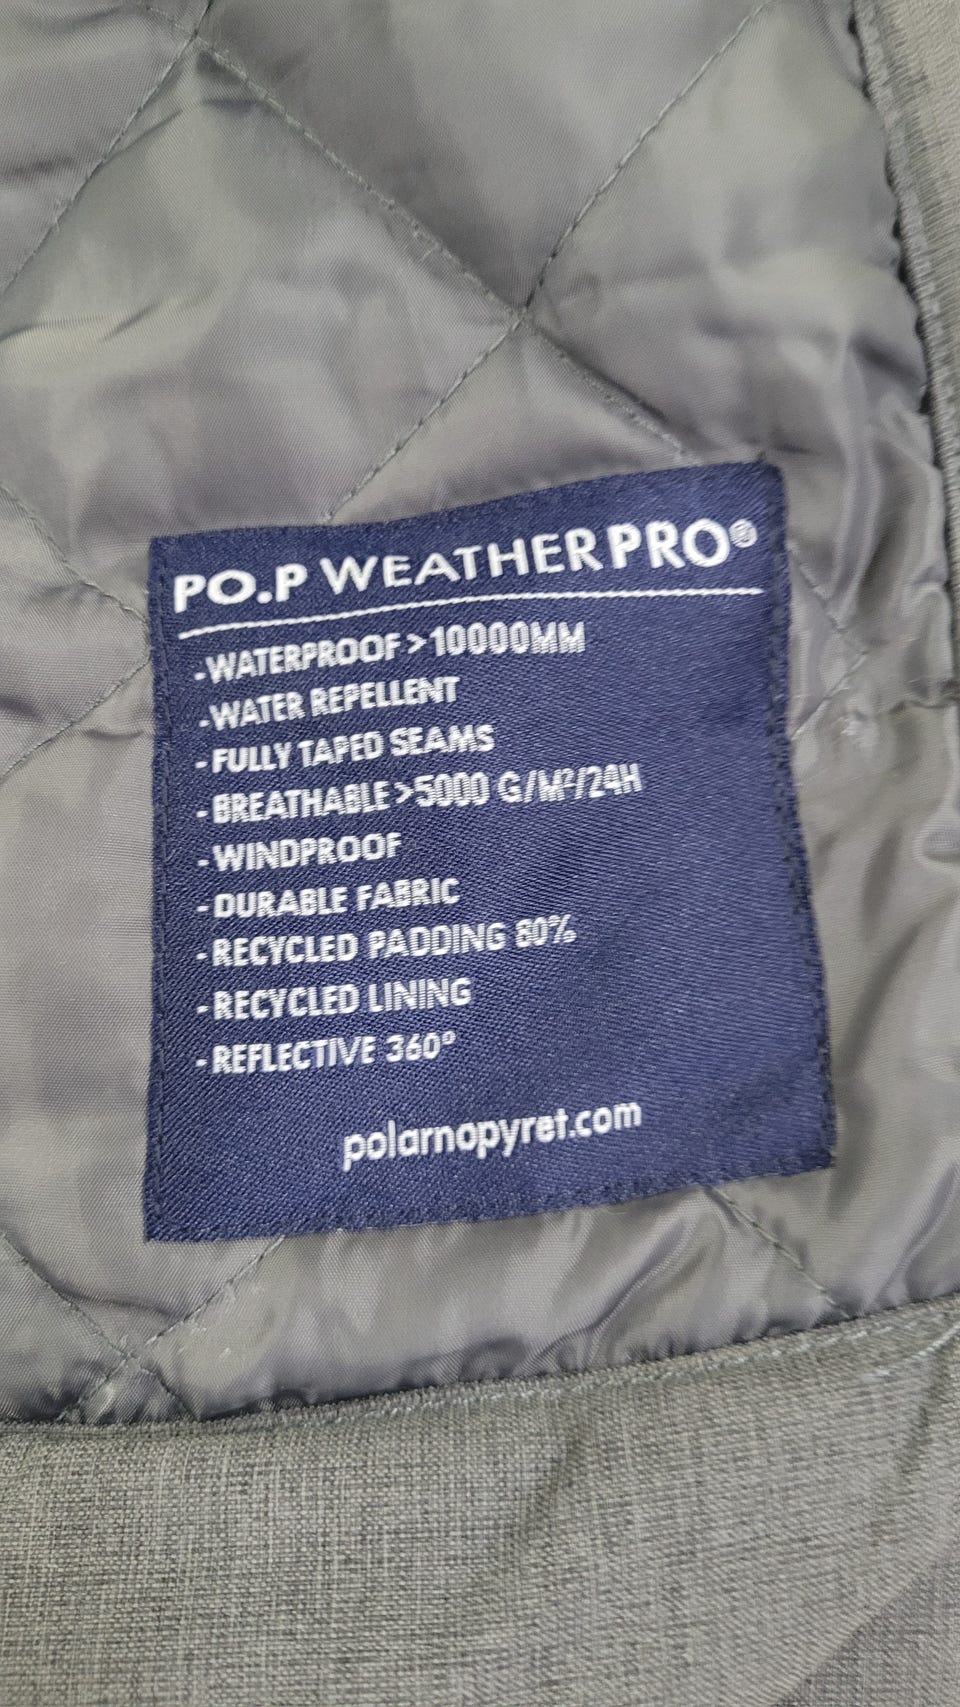 PO.P WEATHERPRO®
-WATERPROOF >10000MM
-WATER REPELLENT
-FULLY TAPED SEAMS
-BREATHABLE>5000 G/M²/24H
-WINDPROOF
-DURABLE FABRIC
-RECYCLED PADDING 80%
-RECYCLED LINING
-REFLECTIVE 360°
polarnopyret.com